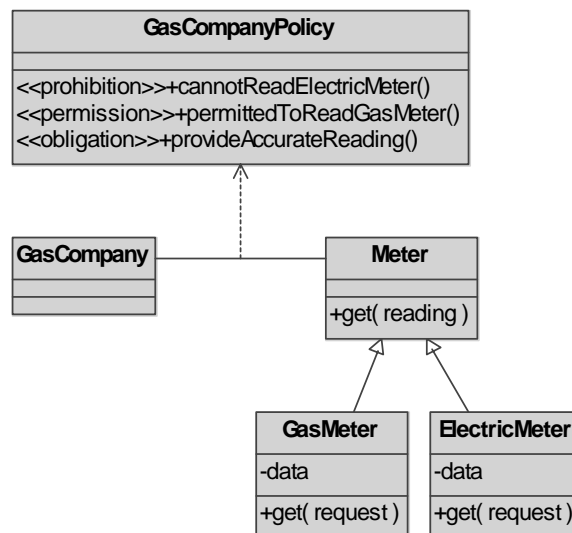 GasCompanyPolicy
<<prohibition>>+cannotReadElectricMeter()
<<permission>>+permittedToReadGasMeter()
<<obligation>>+provideAccurateReading()
GasCompany
Meter
+get( reading )
GasMeter
-data
+get( request )
ElectricMeter
-data
+get( request )